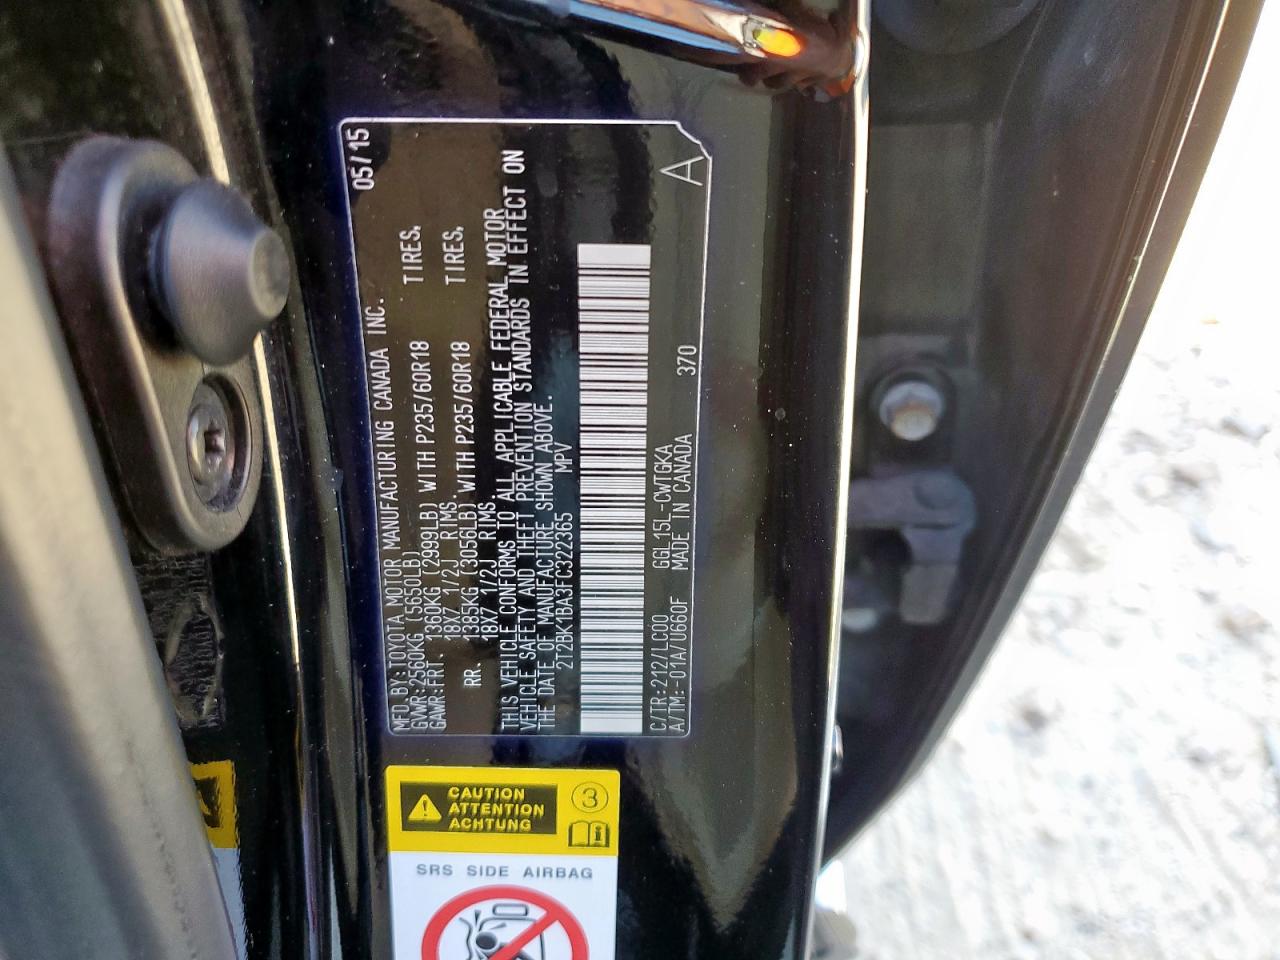 MFD. BY: TOYOTA MOTOR MANUFACTURING CANADA INC. 05/15
GVWR: 2560KG (5650LB)
GAWR: FRT. 1360KG (2999LB) WITH P235/60R18 TIRES,
18X7 1/2J RIMS.
RR. 1385KG (3056LB) WITH P235/60R18 TIRES,
18X7 1/2J RIMS.
THIS VEHICLE CONFORMS TO ALL APPLICABLE FEDERAL MOTOR
VEHICLE SAFETY AND THEFT PREVENTION STANDARDS IN EFFECT ON
THE DATE OF MANUFACTURE SHOWN ABOVE.
2T2BK1BA3FC322365 MPV
C/TR: 212/LC00 GGL15L-CWTGKA
A/TM: -01A/U660F MADE IN CANADA 370 A
CAUTION
ATTENTION
ACHTUNG
3
SRS SIDE AIRBAG